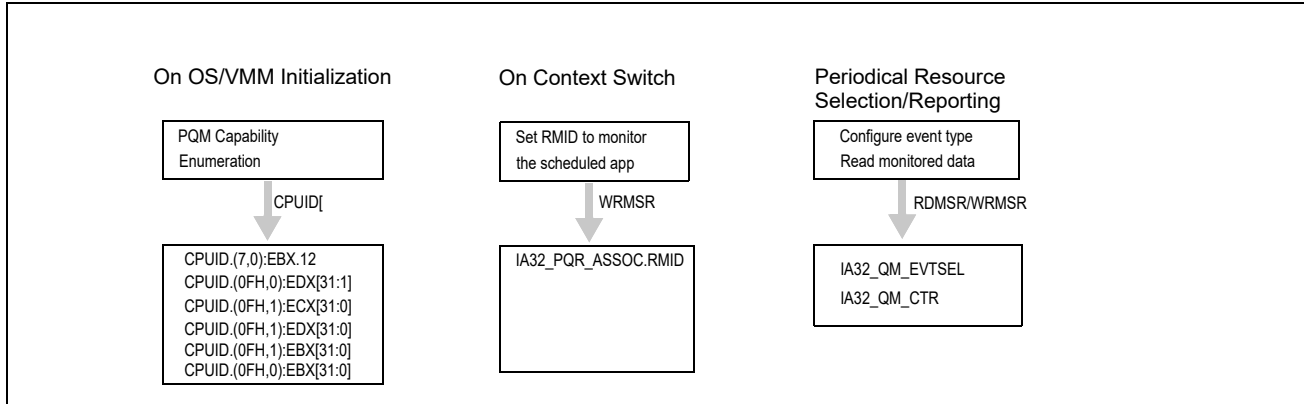 On OS/VMM Initialization
PQM Capability
Enumeration
CPUID[
CPUID.(7,0):EBX.12
CPUID.(0FH,0):EDX[31:1]
CPUID.(0FH,1):ECX[31:0]
CPUID.(0FH,1):EDX[31:0]
CPUID.(0FH,1):EBX[31:0]
CPUID.(0FH,0):EBX[31:0]
On Context Switch
Set RMID to monitor
the scheduled app
WRMSR
IA32_PQR_ASSOC.RMID
Periodical Resource
Selection/Reporting
Configure event type
Read monitored data
RDMSR/WRMSR
IA32_QM_EVTSEL
IA32_QM_CTR